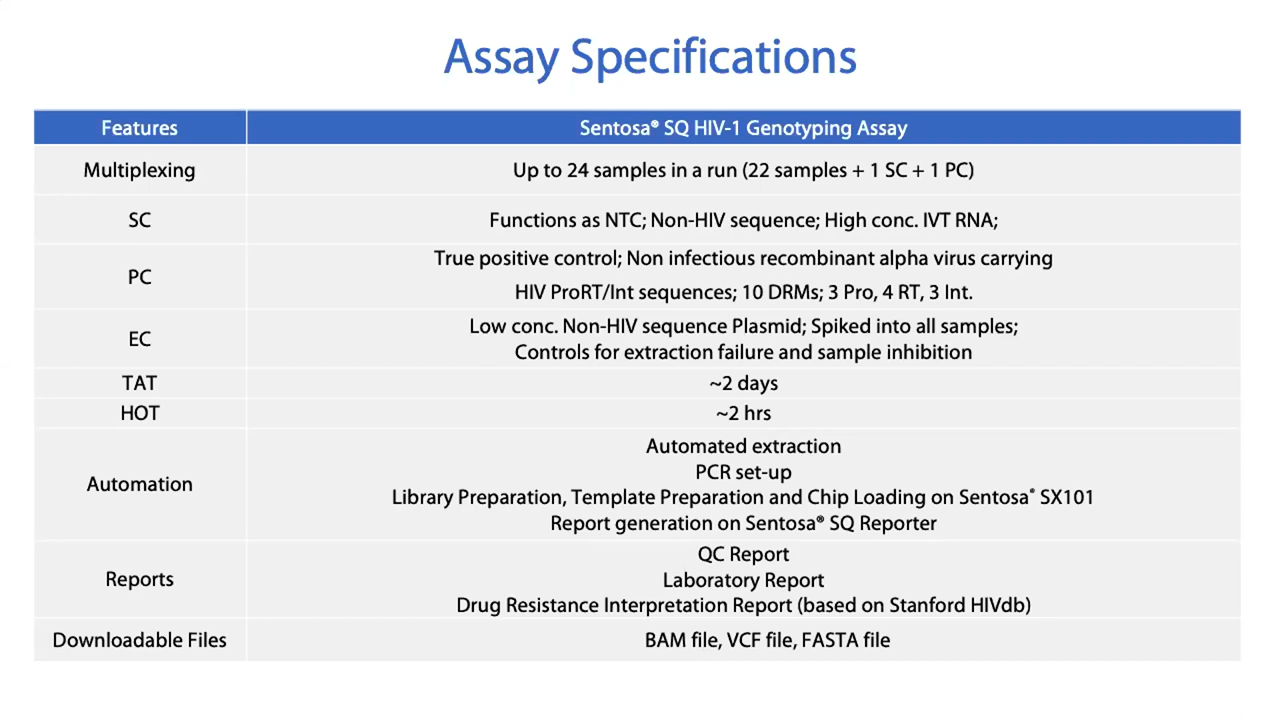 Assay Specifications
Features
Sentosa® SQ HIV-1 Genotyping Assay
Multiplexing
Up to 24 samples in a run (22 samples + 1 SC + 1 PC)
SC
Functions as NTC; Non-HIV sequence; High conc. IVT RNA;
PC
True positive control; Non infectious recombinant alpha virus carrying
HIV ProRT/Int sequences; 10 DRMs; 3 Pro, 4 RT, 3 Int.
EC
Low conc. Non-HIV sequence Plasmid; Spiked into all samples;
Controls for extraction failure and sample inhibition
TAT
~2 days
HOT
~2 hrs
Automation
Automated extraction
PCR set-up
Library Preparation, Template Preparation and Chip Loading on Sentosa® SX101
Report generation on Sentosa® SQ Reporter
Reports
QC Report
Laboratory Report
Drug Resistance Interpretation Report (based on Stanford HIVdb)
Downloadable Files
BAM file, VCF file, FASTA file